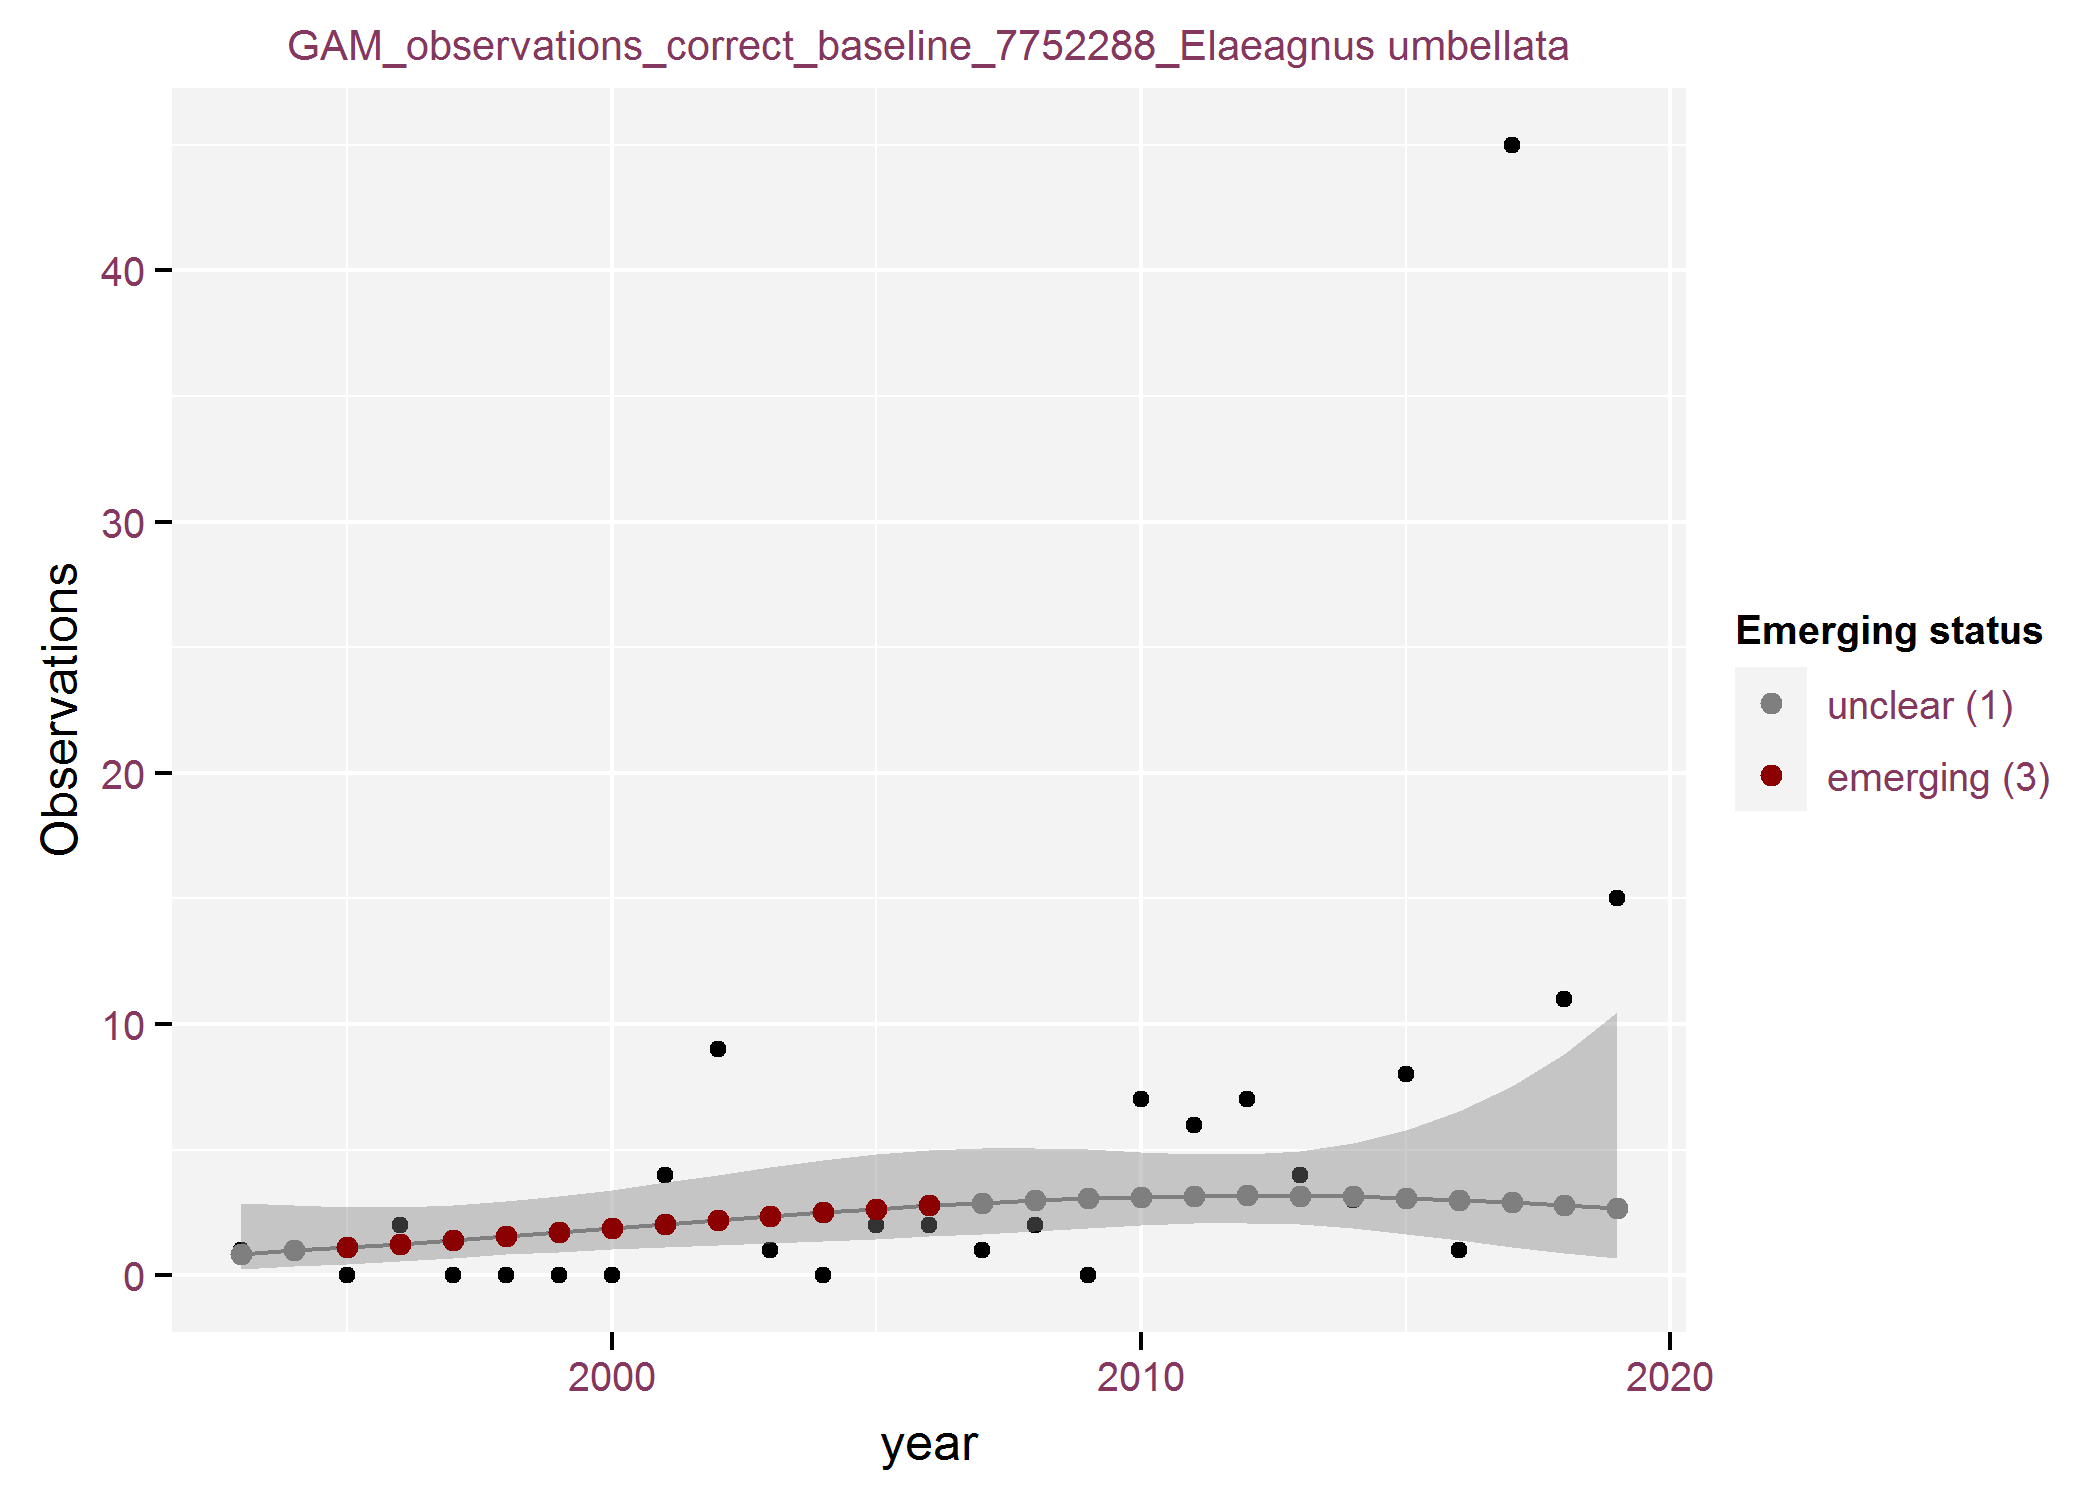 GAM_observations_correct_baseline_7752288_Elaeagnus umbellata
40
30
20
10
0
Observations
2000
2010
2020
year
Emerging status
unclear (1)
emerging (3)